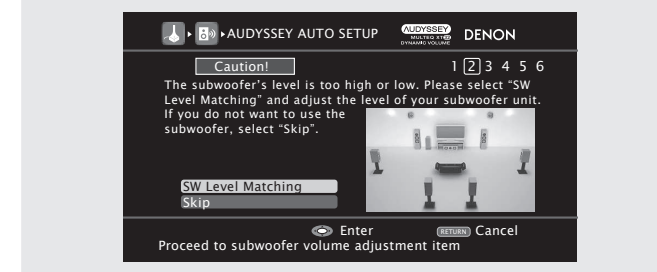 AUDYSSEY AUTO SETUP
AUDYSSEY
MULTEQ XT32
DYNAMIC VOLUME
DENON
Caution!
1 2 3 4 5 6
The subwoofer's level is too high or low. Please select “SW
Level Matching” and adjust the level of your subwoofer unit.
If you do not want to use the
subwoofer, select “Skip”.
SW Level Matching
Skip
Enter
RETURN Cancel
Proceed to subwoofer volume adjustment item